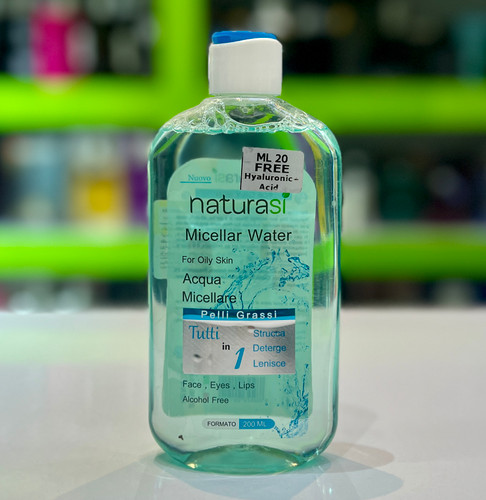 ML 20
FREE
Hyaluronic-
Acid
Nuovo
naturasi
Micellar Water
For Oily Skin
Acqua
Micellare
Pelli Grassi
Tutti
in
1
Strucca
Deterge
Lenisce
Face , Eyes , Lips
Alcohol Free
FORMATO 200 ML